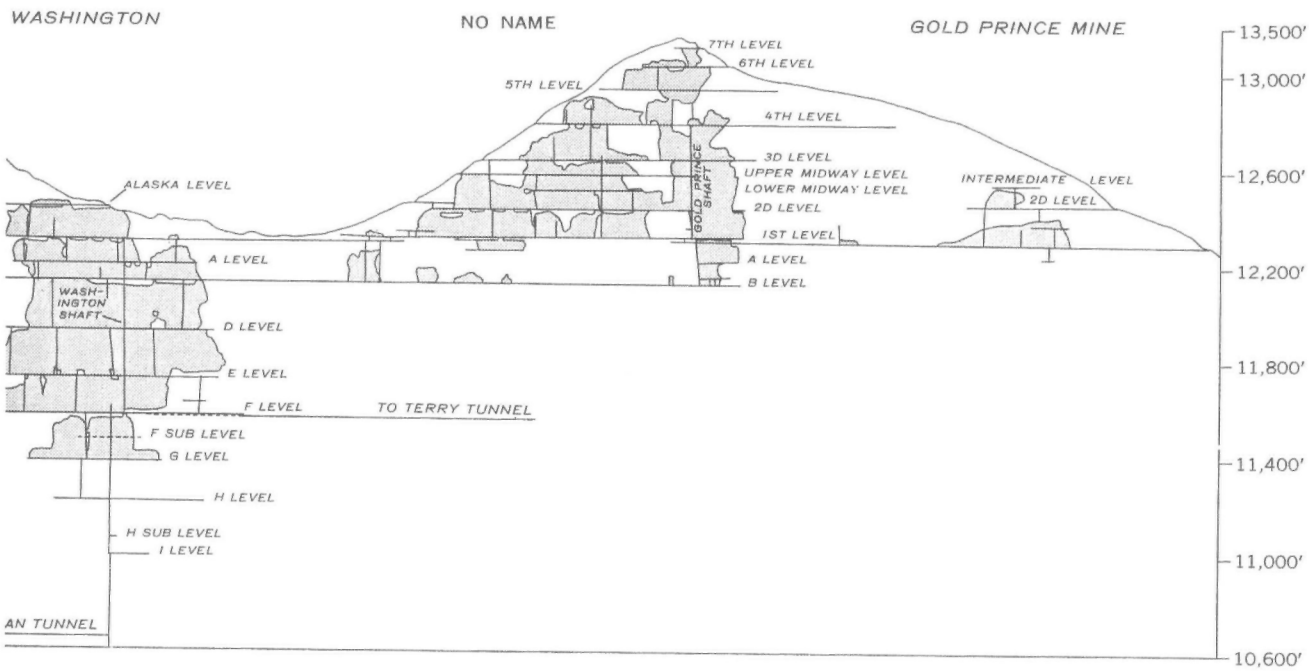 WASHINGTON
NO NAME
GOLD PRINCE MINE
13,500'
7TH LEVEL
6TH LEVEL
13,000'
5TH LEVEL
4TH LEVEL
3D LEVEL
GOLD PRINCE
SHAFT
UPPER MIDWAY LEVEL
LOWER MIDWAY LEVEL
2D LEVEL
1ST LEVEL
A LEVEL
B LEVEL
INTERMEDIATE LEVEL
2D LEVEL
12,600'
12,200'
ALASKA LEVEL
A LEVEL
WASH-
INGTON
SHAFT
D LEVEL
E LEVEL
11,800'
F LEVEL
TO TERRY TUNNEL
F SUB LEVEL
G LEVEL
11,400'
H LEVEL
H SUB LEVEL
I LEVEL
11,000'
AN TUNNEL
10,600'